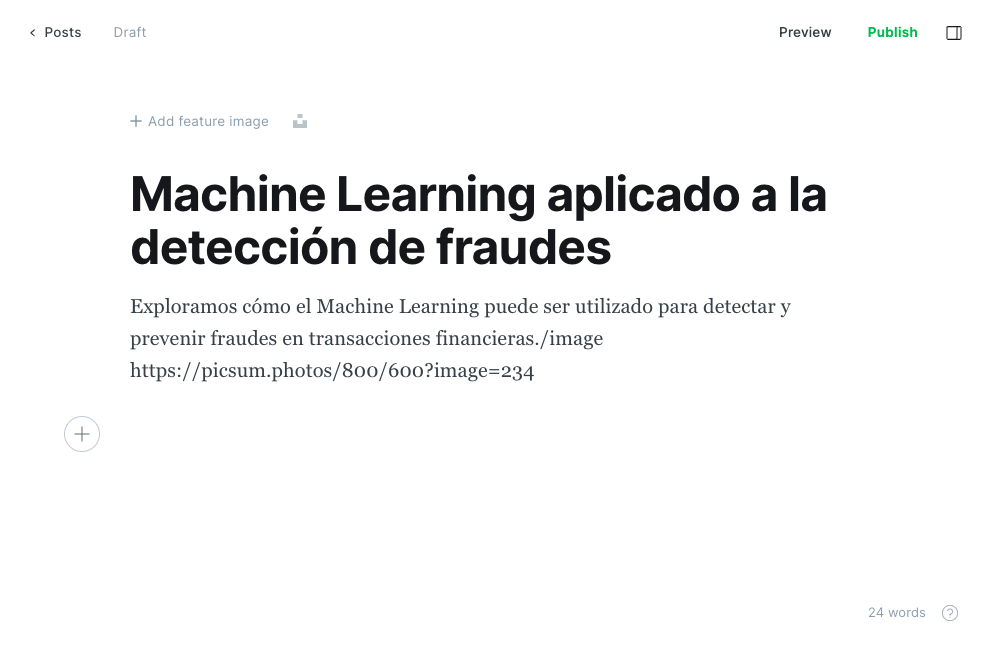 Posts
Draft
Preview
Publish
Add feature image
Machine Learning aplicado a la
detección de fraudes
Exploramos cómo el Machine Learning puede ser utilizado para detectar y
prevenir fraudes en transacciones financieras./image
https://picsum.photos/800/600?image=234
24 words
?